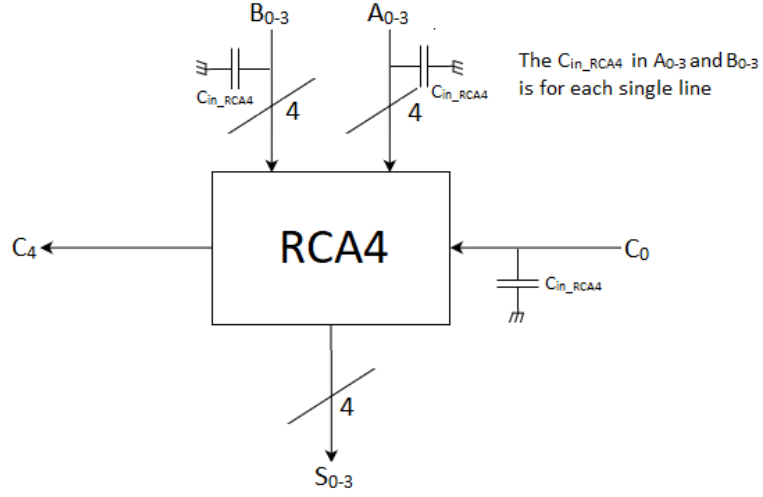 B0-3
A0-3
The Cin_RCA4 in A0-3 and B0-3
is for each single line
Cin_RCA4
Cin_RCA4
4
4
RCA4
C4
C0
Cin_RCA4
4
S0-3